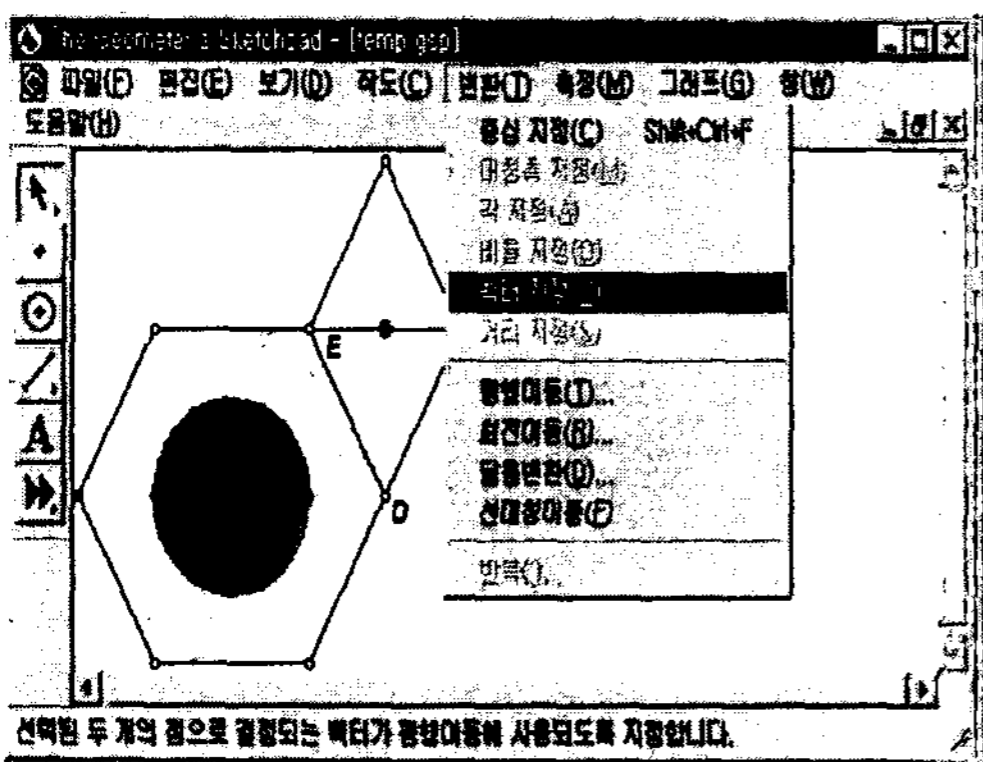 The Geometer's Sketchpad - [temp.gsp]
파일(F) 편집(E) 보기(D) 작도(C) 변환(T) 측정(M) 그래프(G) 창(W)
도움말(H)
중심 지정(C) Shift+Ctrl+F
대칭축 지정(M)
각 지정(A)
비율 지정(O)
벡터 지정
거리 지정(S)
평행이동(T)...
회전이동(R)...
닮음변환(D)...
선대칭이동(F)
반복
E
D
선택된 두 개의 점으로 결정되는 벡터가 평행이동에 사용되도록 지정합니다.